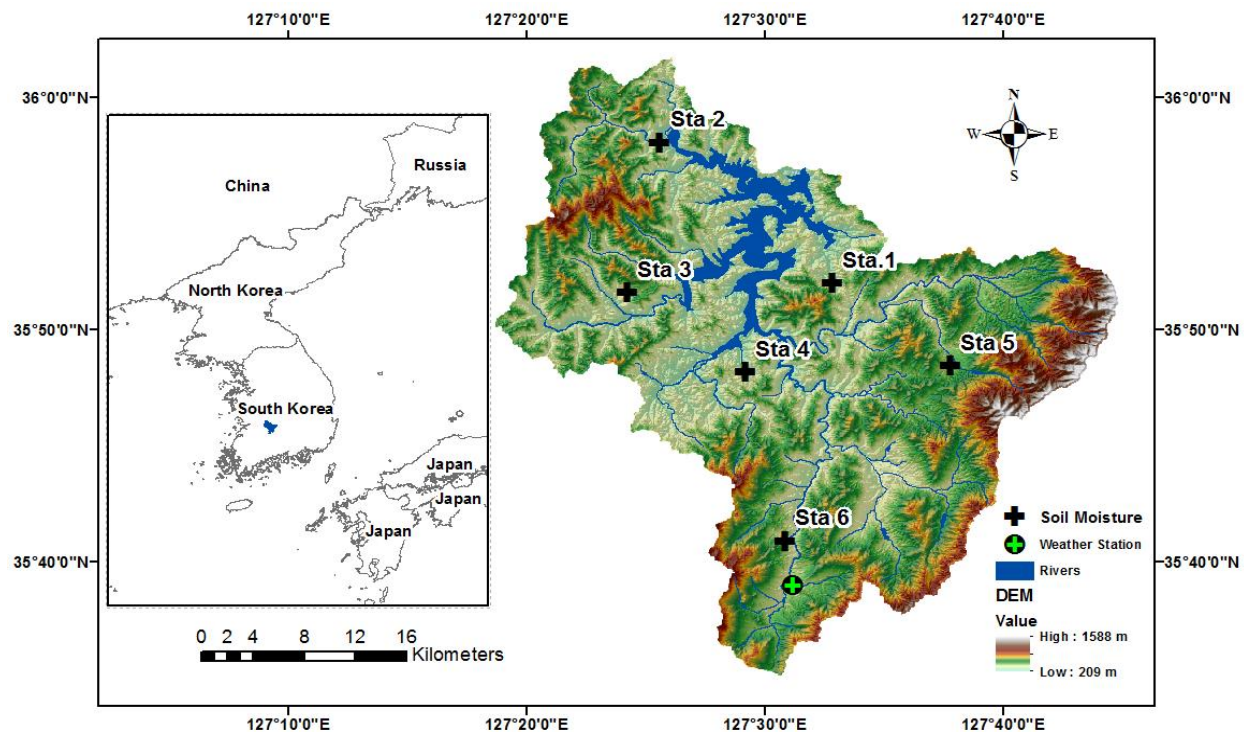 127°10'0"E 127°20'0"E 127°30'0"E 127°40'0"E
36°0'0"N
36°0'0"N
35°50'0"N
35°50'0"N
35°40'0"N
35°40'0"N
China
Russia
North Korea
South Korea
Japan
Japan
Japan
0 2 4 8 12 16
Kilometers
Sta 2
Sta 3
Sta.1
Sta 4
Sta 5
Sta 6
N
W E
S
Soil Moisture
Weather Station
Rivers
DEM
Value
High : 1588 m
Low : 209 m
127°10'0"E 127°20'0"E 127°30'0"E 127°40'0"E